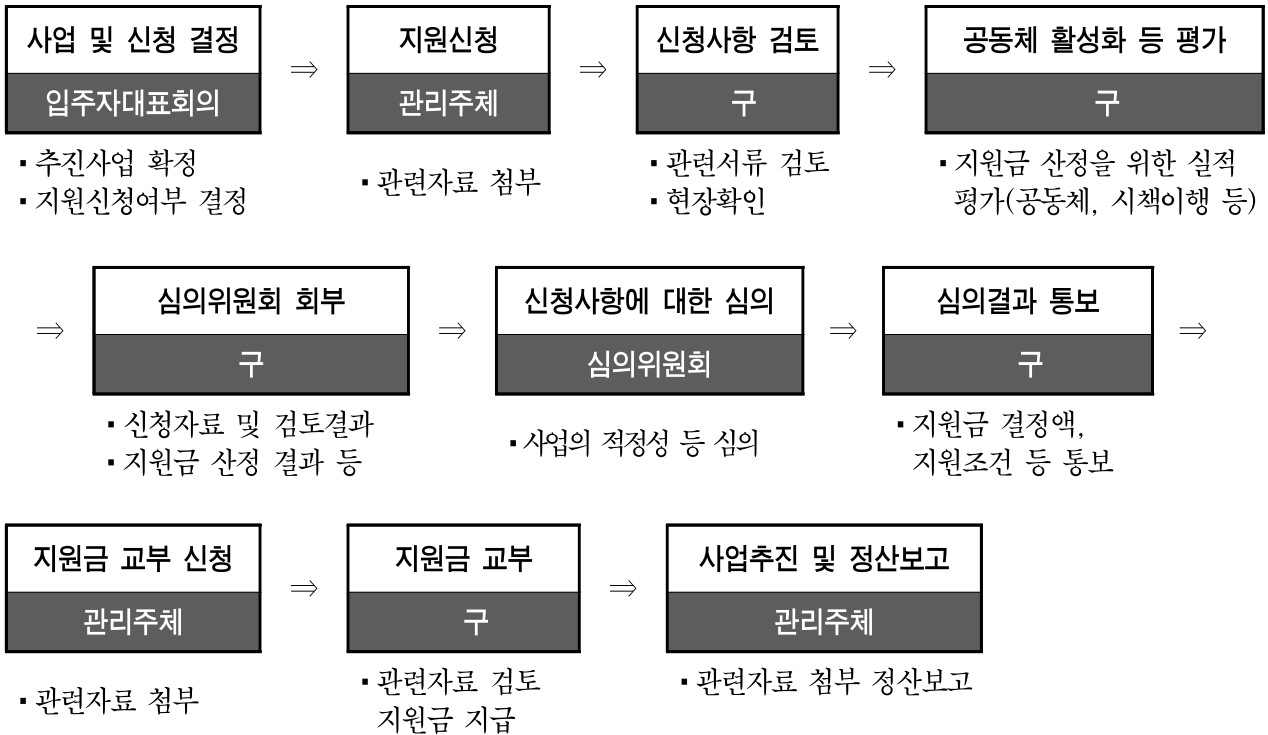 사업 및 신청 결정
입주자대표회의
▪ 추진사업 확정
▪ 지원신청여부 결정
⇒
지원신청
관리주체
▪ 관련자료 첨부
⇒
신청사항 검토
구
▪ 관련서류 검토
▪ 현장확인
⇒
공동체 활성화 등 평가
구
▪ 지원금 산정을 위한 실적
평가(공동체, 시책이행 등)
⇒
심의위원회 회부
구
▪ 신청자료 및 검토결과
▪ 지원금 산정 결과 등
⇒
신청사항에 대한 심의
심의위원회
▪ 사업의 적정성 등 심의
⇒
심의결과 통보
구
▪ 지원금 결정액,
지원조건 등 통보
⇒
지원금 교부 신청
관리주체
▪ 관련자료 첨부
⇒
지원금 교부
구
▪ 관련자료 검토
지원금 지급
⇒
사업추진 및 정산보고
관리주체
▪ 관련자료 첨부 정산보고